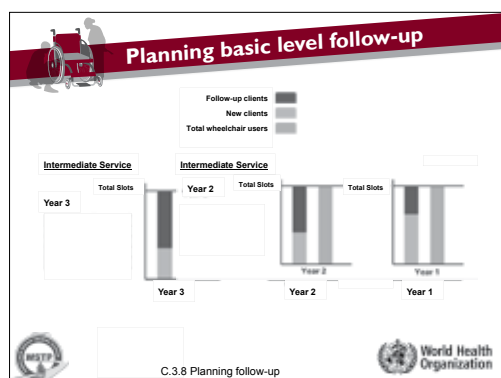 Planning basic level follow-up
Follow-up clients
New clients
Total wheelchair users
Intermediate Service
Intermediate Service
Total Slots
Year 3
Year 2
Total Slots
Total Slots
Year 2
Year 1
Year 3
Year 2
Year 1
MSTP
C.3.8 Planning follow-up
World Health
Organization